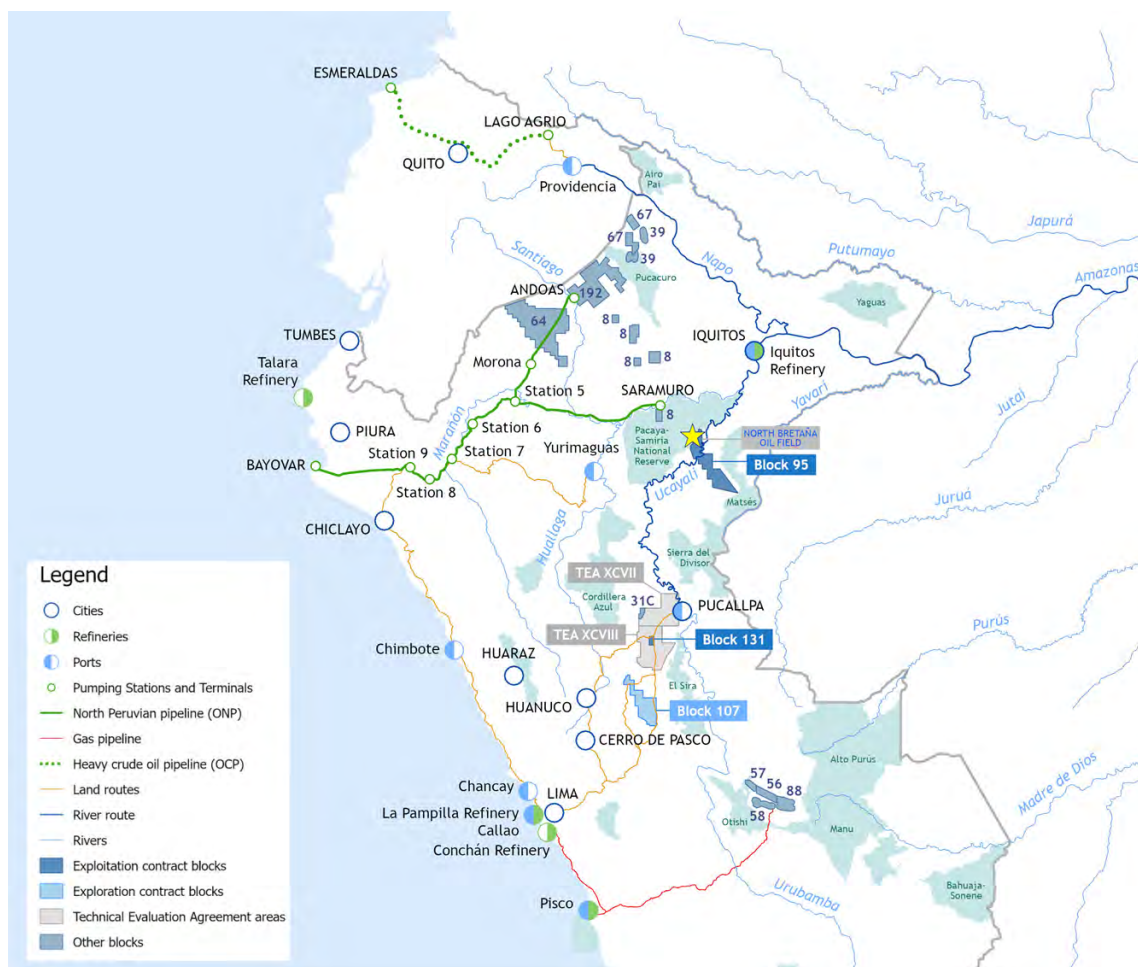 ESMERALDAS
LAGO AGRIO
QUITO
Providencia
Airo
Pai
Japurá
Putumayo
Napo
Amazonas
Santiago
67
67
39
39
Pucacuro
ANDOAS
192
Yaguas
64
8
8
8
8
TUMBES
IQUITOS
Iquitos
Refinery
Talara
Refinery
Morona
Station 5
SARAMURO
8
Yavari
Jutai
Marañón
Station 6
PIURA
Pacaya-
Samiria
National
Reserve
NORTH BRETAÑA
OIL FIELD
Station 9
Station 7
Yurimaguas
Block 95
BAYOVAR
Station 8
Ucayali
Matsés
Juruá
CHICLAYO
Huallaga
Sierra del
Divisor
TEA XCVII
Cordillera
Azul
31C
PUCALLPA
Purús
TEA XCVIII
Block 131
Chimbote
HUARAZ
El Sira
HUANUCO
Block 107
CERRO DE PASCO
Alto Purús
Madre de Dios
57
56
88
58
Chancay
LIMA
La Pampilla Refinery
Callao
Conchán Refinery
Otishi
Manu
Urubamba
Bahuaja-
Sonene
Pisco
Legend
Cities
Refineries
Ports
Pumping Stations and Terminals
North Peruvian pipeline (ONP)
Gas pipeline
Heavy crude oil pipeline (OCP)
Land routes
River route
Rivers
Exploitation contract blocks
Exploration contract blocks
Technical Evaluation Agreement areas
Other blocks